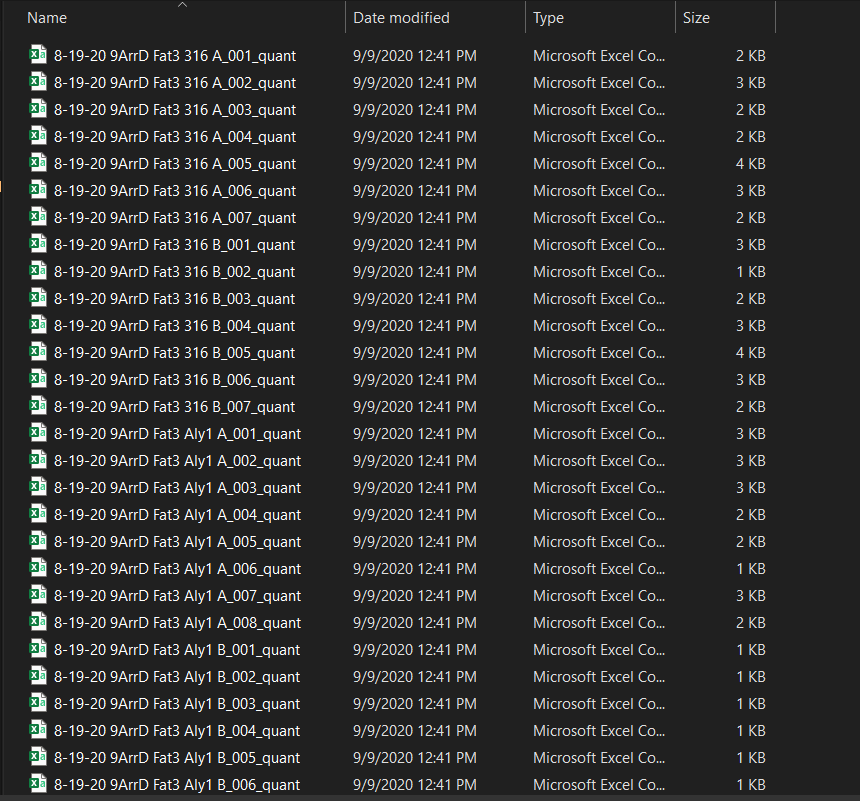 Name Date modified Type Size
8-19-20 9ArrD Fat3 316 A_001_quant 9/9/2020 12:41 PM Microsoft Excel Co... 2 KB
8-19-20 9ArrD Fat3 316 A_002_quant 9/9/2020 12:41 PM Microsoft Excel Co... 3 KB
8-19-20 9ArrD Fat3 316 A_003_quant 9/9/2020 12:41 PM Microsoft Excel Co... 2 KB
8-19-20 9ArrD Fat3 316 A_004_quant 9/9/2020 12:41 PM Microsoft Excel Co... 2 KB
8-19-20 9ArrD Fat3 316 A_005_quant 9/9/2020 12:41 PM Microsoft Excel Co... 4 KB
8-19-20 9ArrD Fat3 316 A_006_quant 9/9/2020 12:41 PM Microsoft Excel Co... 3 KB
8-19-20 9ArrD Fat3 316 A_007_quant 9/9/2020 12:41 PM Microsoft Excel Co... 2 KB
8-19-20 9ArrD Fat3 316 B_001_quant 9/9/2020 12:41 PM Microsoft Excel Co... 3 KB
8-19-20 9ArrD Fat3 316 B_002_quant 9/9/2020 12:41 PM Microsoft Excel Co... 1 KB
8-19-20 9ArrD Fat3 316 B_003_quant 9/9/2020 12:41 PM Microsoft Excel Co... 2 KB
8-19-20 9ArrD Fat3 316 B_004_quant 9/9/2020 12:41 PM Microsoft Excel Co... 3 KB
8-19-20 9ArrD Fat3 316 B_005_quant 9/9/2020 12:41 PM Microsoft Excel Co... 4 KB
8-19-20 9ArrD Fat3 316 B_006_quant 9/9/2020 12:41 PM Microsoft Excel Co... 3 KB
8-19-20 9ArrD Fat3 316 B_007_quant 9/9/2020 12:41 PM Microsoft Excel Co... 2 KB
8-19-20 9ArrD Fat3 Aly1 A_001_quant 9/9/2020 12:41 PM Microsoft Excel Co... 3 KB
8-19-20 9ArrD Fat3 Aly1 A_002_quant 9/9/2020 12:41 PM Microsoft Excel Co... 3 KB
8-19-20 9ArrD Fat3 Aly1 A_003_quant 9/9/2020 12:41 PM Microsoft Excel Co... 3 KB
8-19-20 9ArrD Fat3 Aly1 A_004_quant 9/9/2020 12:41 PM Microsoft Excel Co... 2 KB
8-19-20 9ArrD Fat3 Aly1 A_005_quant 9/9/2020 12:41 PM Microsoft Excel Co... 2 KB
8-19-20 9ArrD Fat3 Aly1 A_006_quant 9/9/2020 12:41 PM Microsoft Excel Co... 1 KB
8-19-20 9ArrD Fat3 Aly1 A_007_quant 9/9/2020 12:41 PM Microsoft Excel Co... 3 KB
8-19-20 9ArrD Fat3 Aly1 A_008_quant 9/9/2020 12:41 PM Microsoft Excel Co... 2 KB
8-19-20 9ArrD Fat3 Aly1 B_001_quant 9/9/2020 12:41 PM Microsoft Excel Co... 1 KB
8-19-20 9ArrD Fat3 Aly1 B_002_quant 9/9/2020 12:41 PM Microsoft Excel Co... 1 KB
8-19-20 9ArrD Fat3 Aly1 B_003_quant 9/9/2020 12:41 PM Microsoft Excel Co... 1 KB
8-19-20 9ArrD Fat3 Aly1 B_004_quant 9/9/2020 12:41 PM Microsoft Excel Co... 1 KB
8-19-20 9ArrD Fat3 Aly1 B_005_quant 9/9/2020 12:41 PM Microsoft Excel Co... 1 KB
8-19-20 9ArrD Fat3 Aly1 B_006_quant 9/9/2020 12:41 PM Microsoft Excel Co... 1 KB